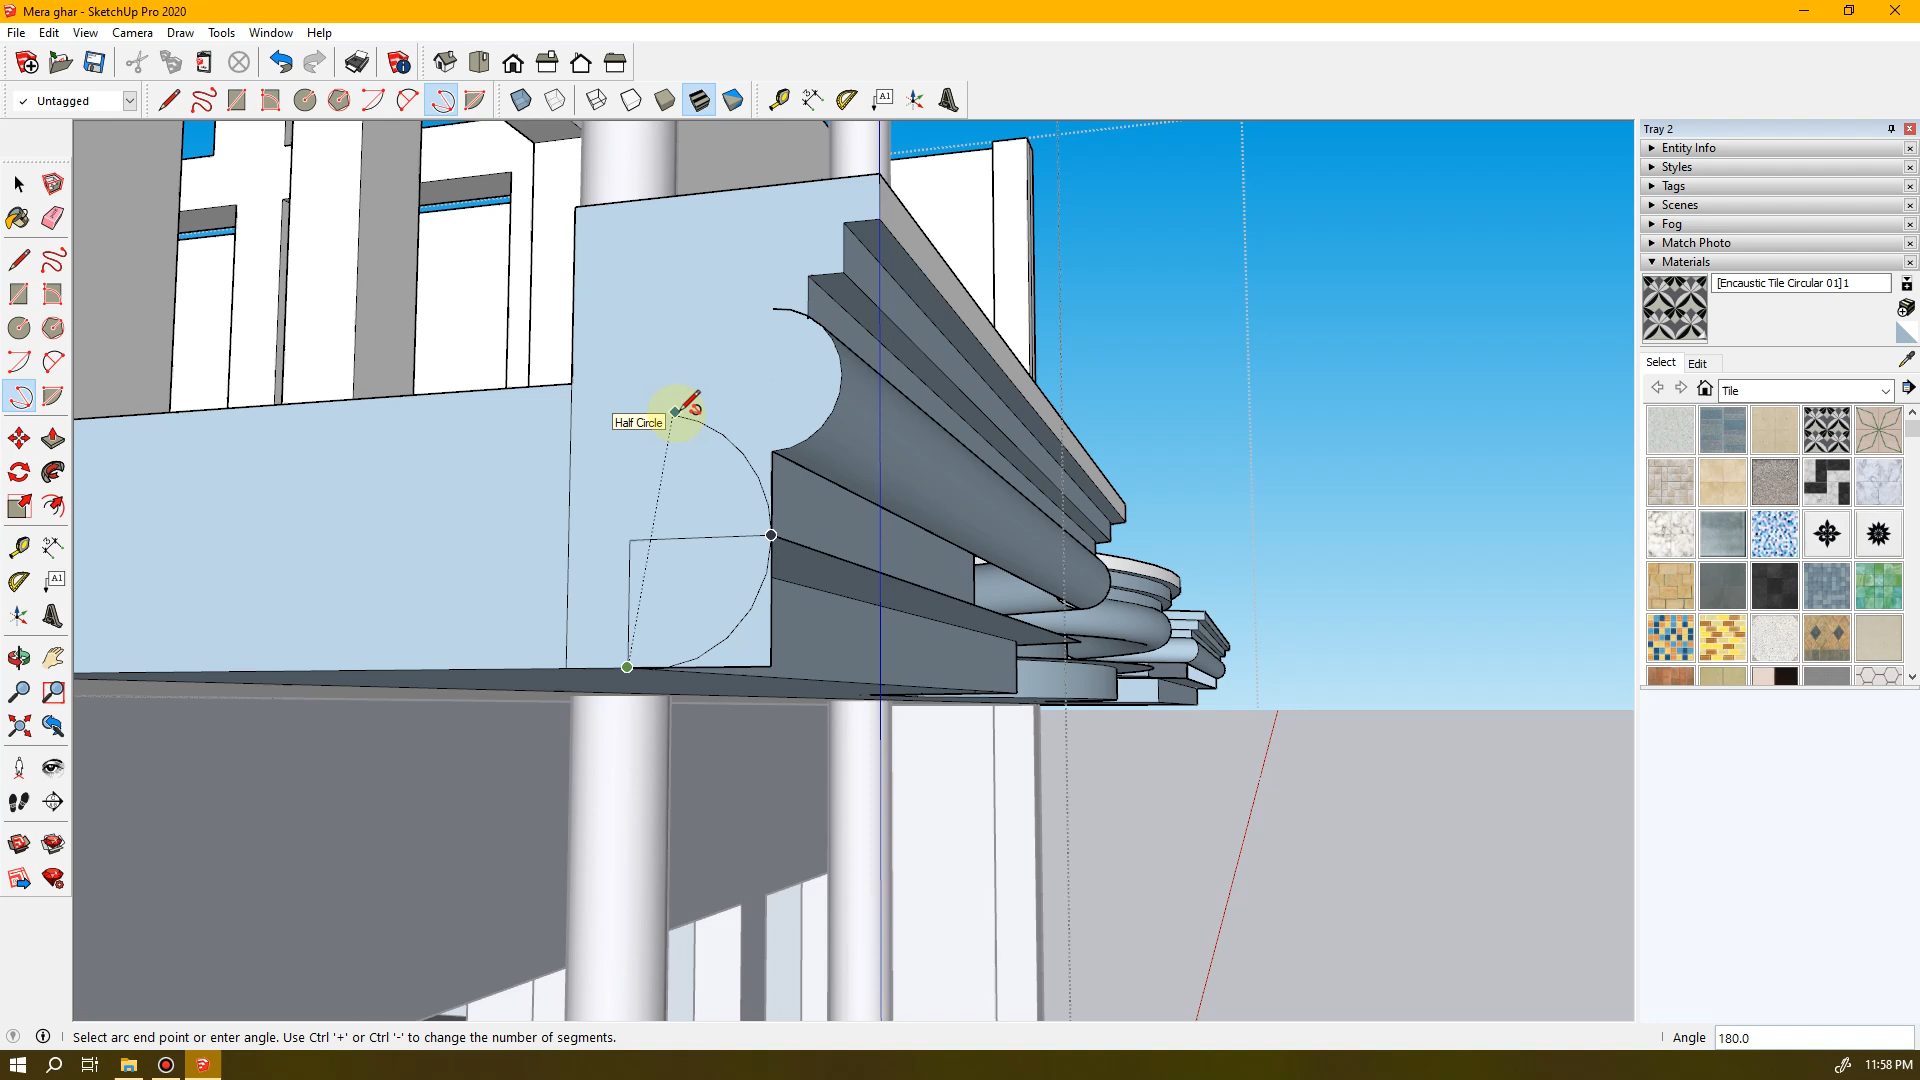 Mera ghar - SketchUp Pro 2020
File Edit View Camera Draw Tools Window Help
Untagged
A1
Tray 2
Entity Info
Styles
Tags
Scenes
Fog
Match Photo
Materials
[Encaustic Tile Circular 01]1
Select Edit
Tile
Half Circle
A1
Select arc end point or enter angle. Use Ctrl '+' or Ctrl '-' to change the number of segments.
Angle 180.0
11:58 PM